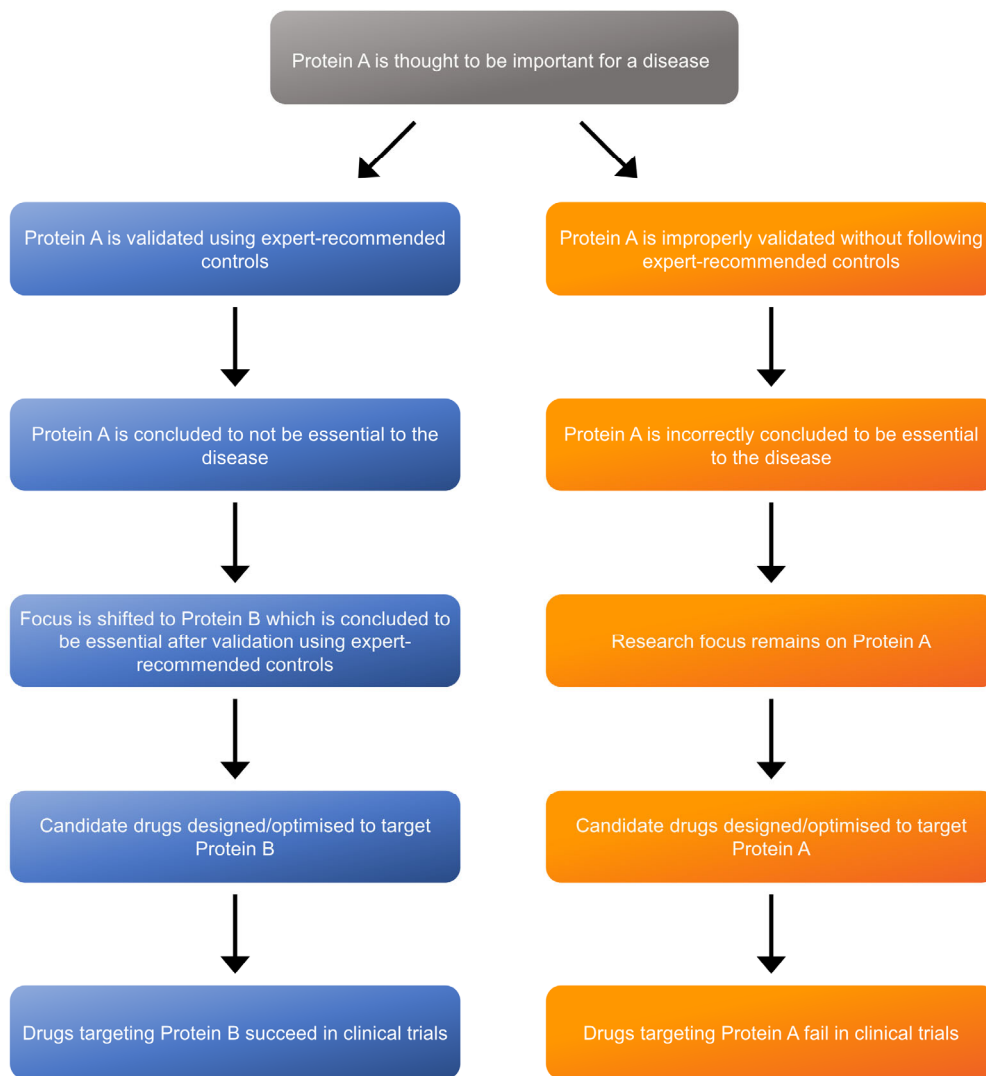 Protein A is thought to be important for a disease
Protein A is validated using expert-recommended
controls
Protein A is improperly validated without following
expert-recommended controls
Protein A is concluded to not be essential to the
disease
Protein A is incorrectly concluded to be essential
to the disease
Focus is shifted to Protein B which is concluded to
be essential after validation using expert-
recommended controls
Research focus remains on Protein A
Candidate drugs designed/optimised to target
Protein B
Candidate drugs designed/optimised to target
Protein A
Drugs targeting Protein B succeed in clinical trials
Drugs targeting Protein A fail in clinical trials